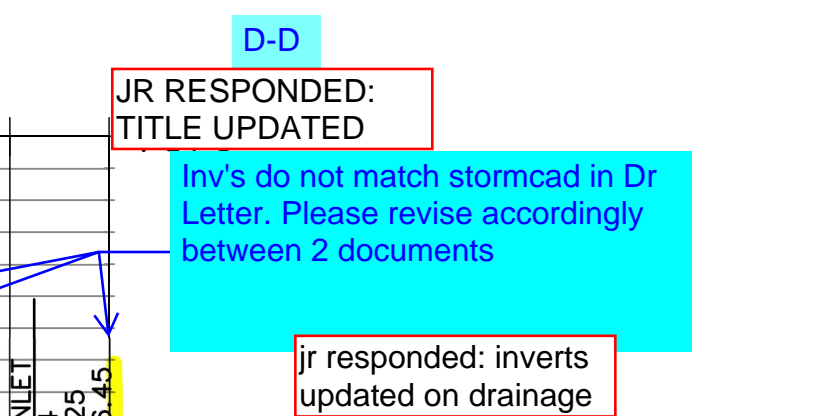 D-D
JR RESPONDED:
TITLE UPDATED
Inv's do not match stormcad in Dr
Letter. Please revise accordingly
between 2 documents
jr responded: inverts
updated on drainage